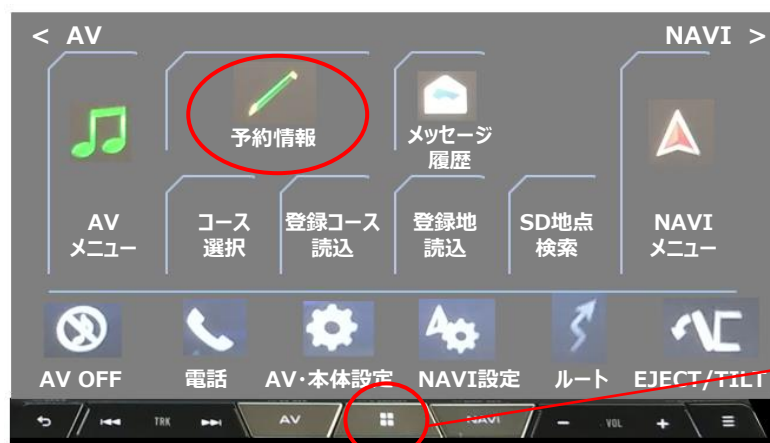 < AV
NAVI >
予約情報
メッセージ
履歴
AV
メニュー
コース
選択
登録コース
読込
登録地
読込
SD地点
検索
NAVI
メニュー
AV OFF
電話
AV・本体設定
NAVI設定
ルート
EJECT/TILT
TRK
AV
NAVI
VOL